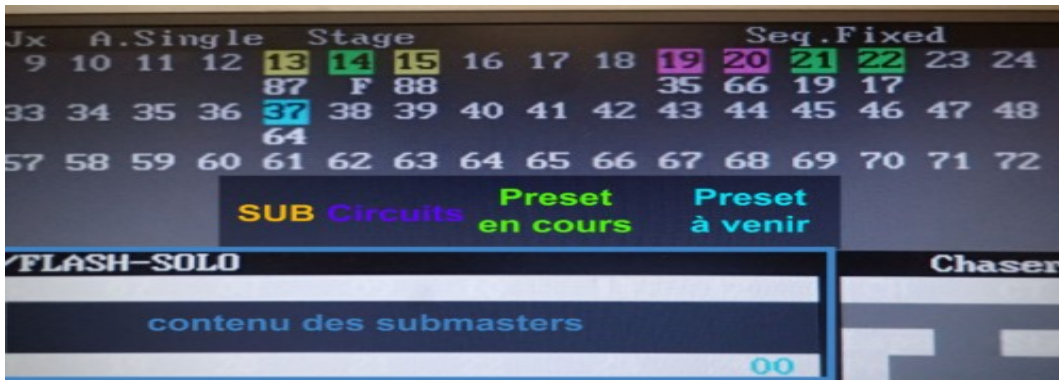 Jx A.Single Stage Seq.Fixed
9 10 11 12 13 14 15 16 17 18 19 20 21 22 23 24
87 F 88 35 66 19 17
33 34 35 36 37 38 39 40 41 42 43 44 45 46 47 48
64
57 58 59 60 61 62 63 64 65 66 67 68 69 70 71 72
SUB Circuits Preset en cours Preset à venir
/FLASH-SOLO Chaser
contenu des submasters
00